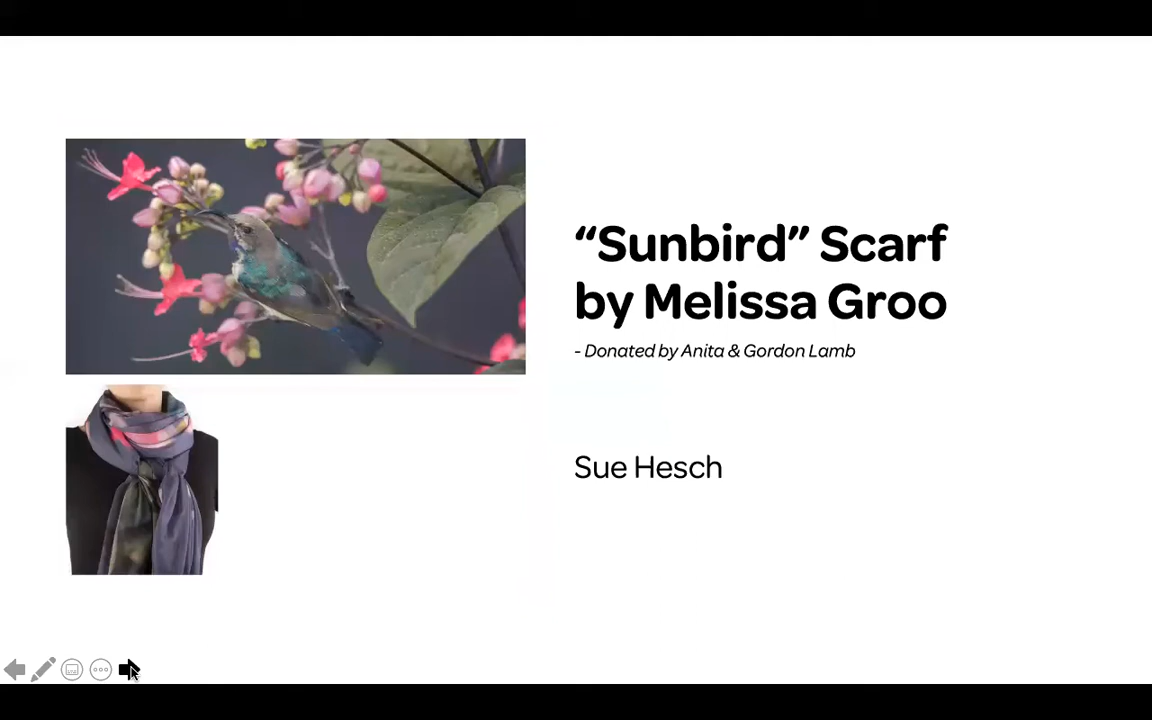 “Sunbird” Scarf
by Melissa Groo
- Donated by Anita & Gordon Lamb
Sue Hesch